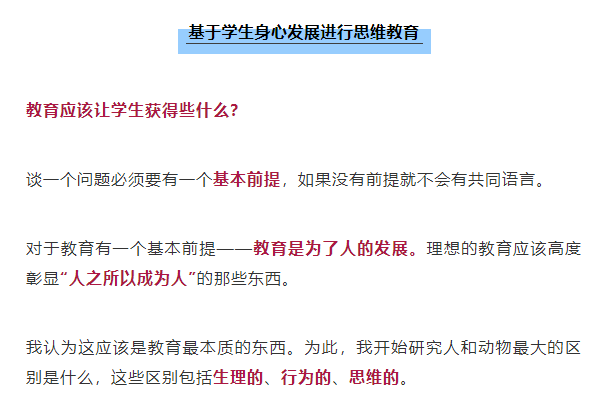 基于学生身心发展进行思维教育
教育应该让学生获得些什么？
谈一个问题必须要有一个基本前提，如果没有前提就不会有共同语言。
对于教育有一个基本前提——教育是为了人的发展。理想的教育应该高度
彰显“人之所以成为人”的那些东西。
我认为这应该是教育最本质的东西。为此，我开始研究人和动物最大的区
别是什么，这些区别包括生理的、行为的、思维的。